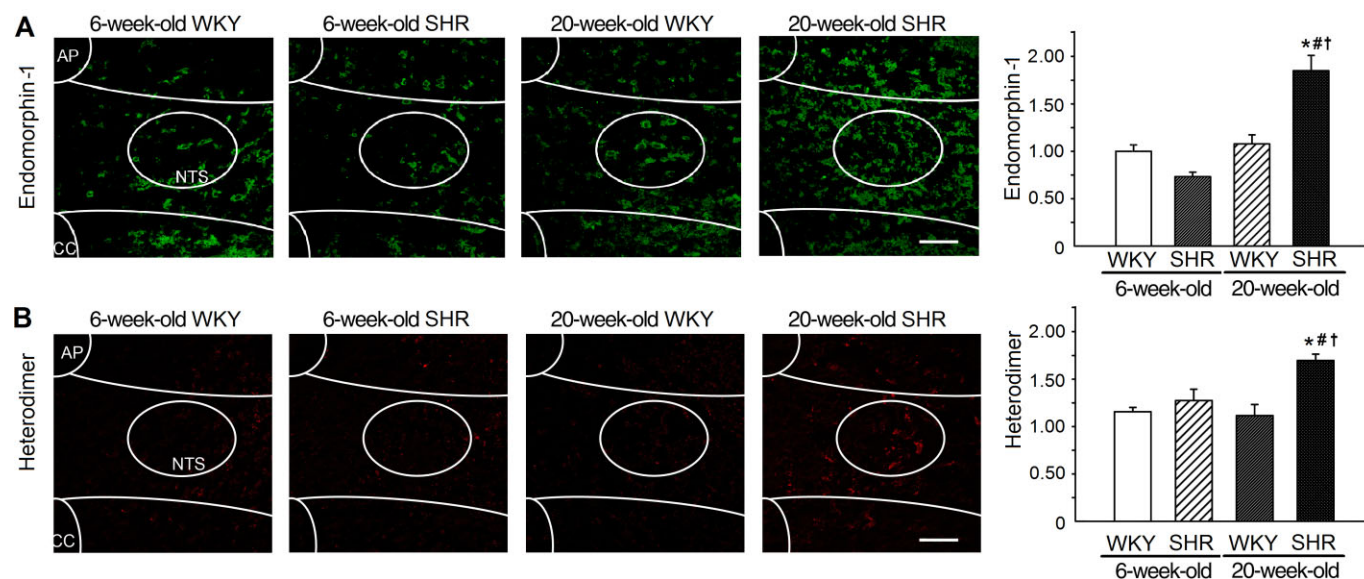 A
6-week-old WKY
6-week-old SHR
20-week-old WKY
20-week-old SHR
Endomorphin-1
AP
NTS
CC
Endomorphin-1
2.00
1.50
1.00
0.50
0
*#†
WKY SHR WKY SHR
6-week-old 20-week-old
B
6-week-old WKY
6-week-old SHR
20-week-old WKY
20-week-old SHR
Heterodimer
AP
NTS
CC
Heterodimer
2.00
1.50
1.00
0.50
0
*#†
WKY SHR WKY SHR
6-week-old 20-week-old